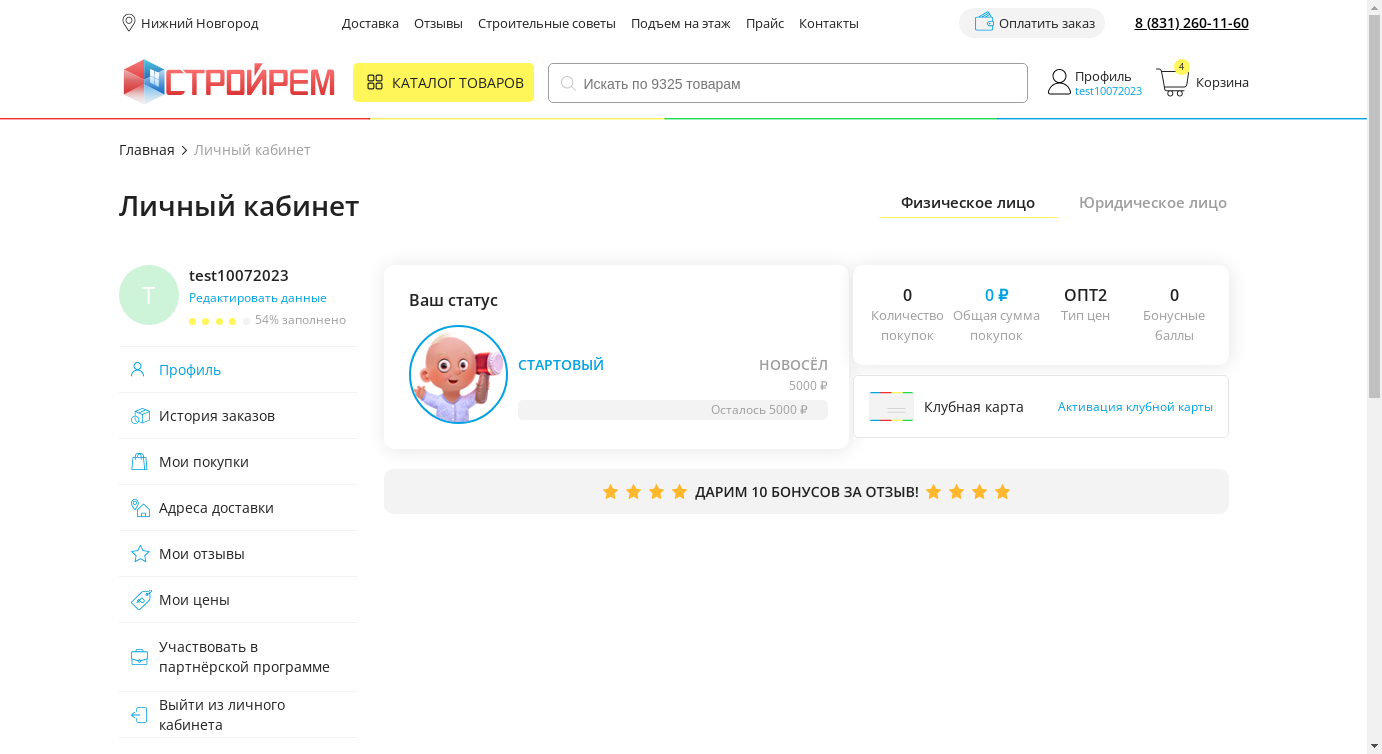 Нижний Новгород
Доставка Отзывы Строительные советы Подъем на этаж Прайс Контакты
Оплатить заказ
8 (831) 260-11-60
СТРОЙРЕМ
КАТАЛОГ ТОВАРОВ
Искать по 9325 товарам
Профиль
test10072023
4
Корзина
Главная Личный кабинет
Личный кабинет
Физическое лицо Юридическое лицо
T
test10072023
Редактировать данные
54% заполнено
Профиль
История заказов
Мои покупки
Адреса доставки
Мои отзывы
Мои цены
Участвовать в
партнёрской программе
Выйти из личного
кабинета
Ваш статус
СТАРТОВЫЙ НОВОСЁЛ
5000 ₽
Осталось 5000 ₽
0
Количество
покупок
0 ₽
Общая сумма
покупок
ОПТ2
Тип цен
0
Бонусные
баллы
Клубная карта Активация клубной карты
ДАРИМ 10 БОНУСОВ ЗА ОТЗЫВ!